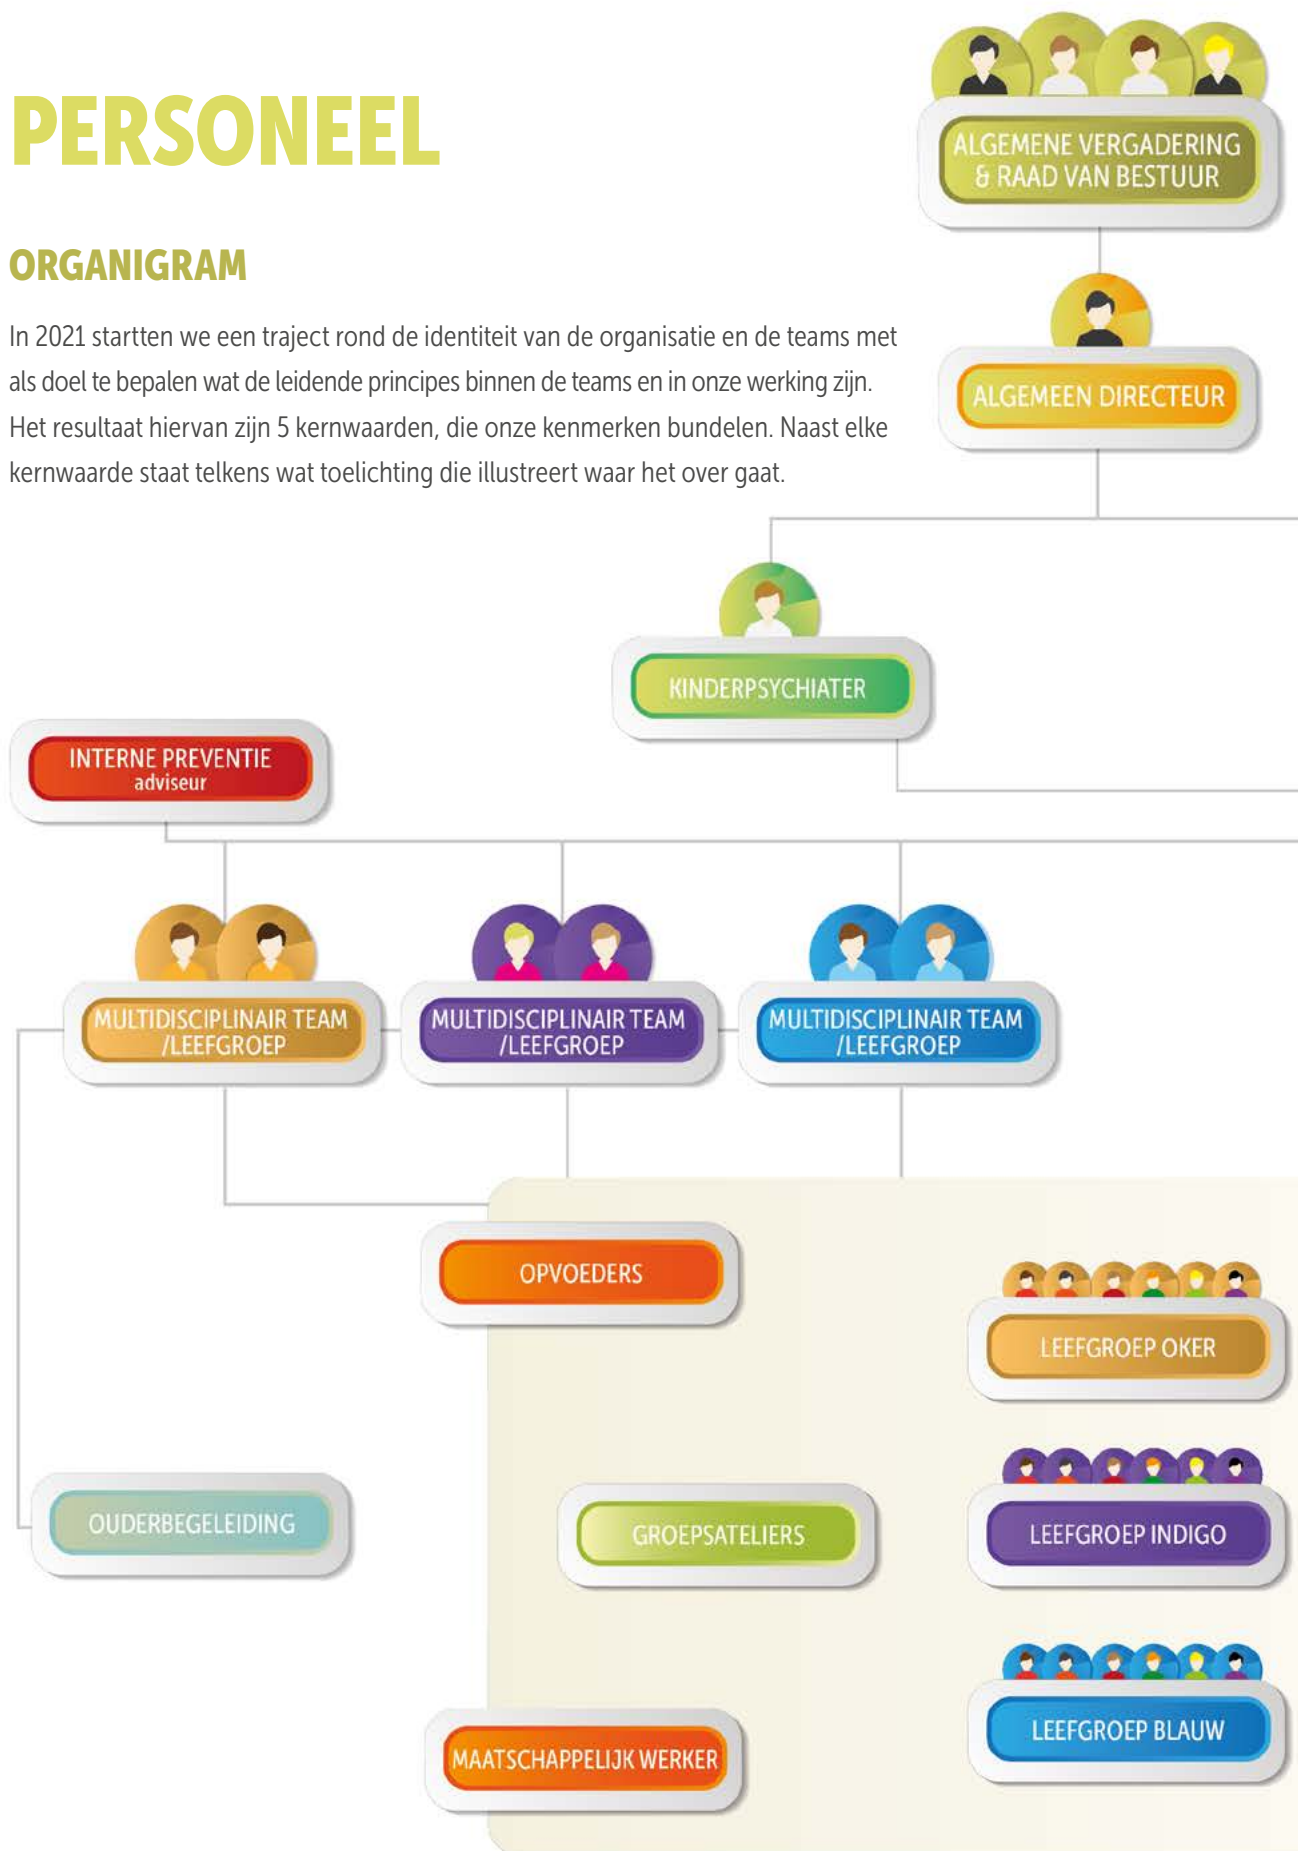 PERSONEEL
ORGANIGRAM
In 2021 startten we een traject rond de identiteit van de organisatie en de teams met
als doel te bepalen wat de leidende principes binnen de teams en in onze werking zijn.
Het resultaat hiervan zijn 5 kernwaarden, die onze kenmerken bundelen. Naast elke
kernwaarde staat telkens wat toelichting die illustreert waar het over gaat.
ALGEMENE VERGADERING
& RAAD VAN BESTUUR
ALGEMEEN DIRECTEUR
KINDERPSYCHIATER
INTERNE PREVENTIE
adviseur
MULTIDISCIPLINAIR TEAM
/LEEFGROEP
MULTIDISCIPLINAIR TEAM
/LEEFGROEP
MULTIDISCIPLINAIR TEAM
/LEEFGROEP
OPVOEDERS
LEEFGROEP OKER
OUDERBEGELEIDING
GROEPSATELIERS
LEEFGROEP INDIGO
LEEFGROEP BLAUW
MAATSCHAPPELIJK WERKER